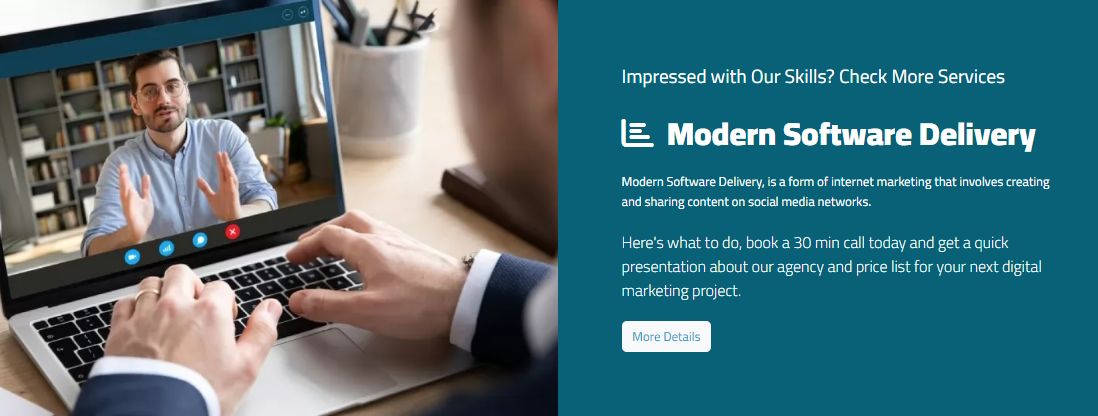 Impressed with Our Skills? Check More Services
Modern Software Delivery
Modern Software Delivery, is a form of internet marketing that involves creating
and sharing content on social media networks.
Here's what to do, book a 30 min call today and get a quick
presentation about our agency and price list for your next digital
marketing project.
More Details